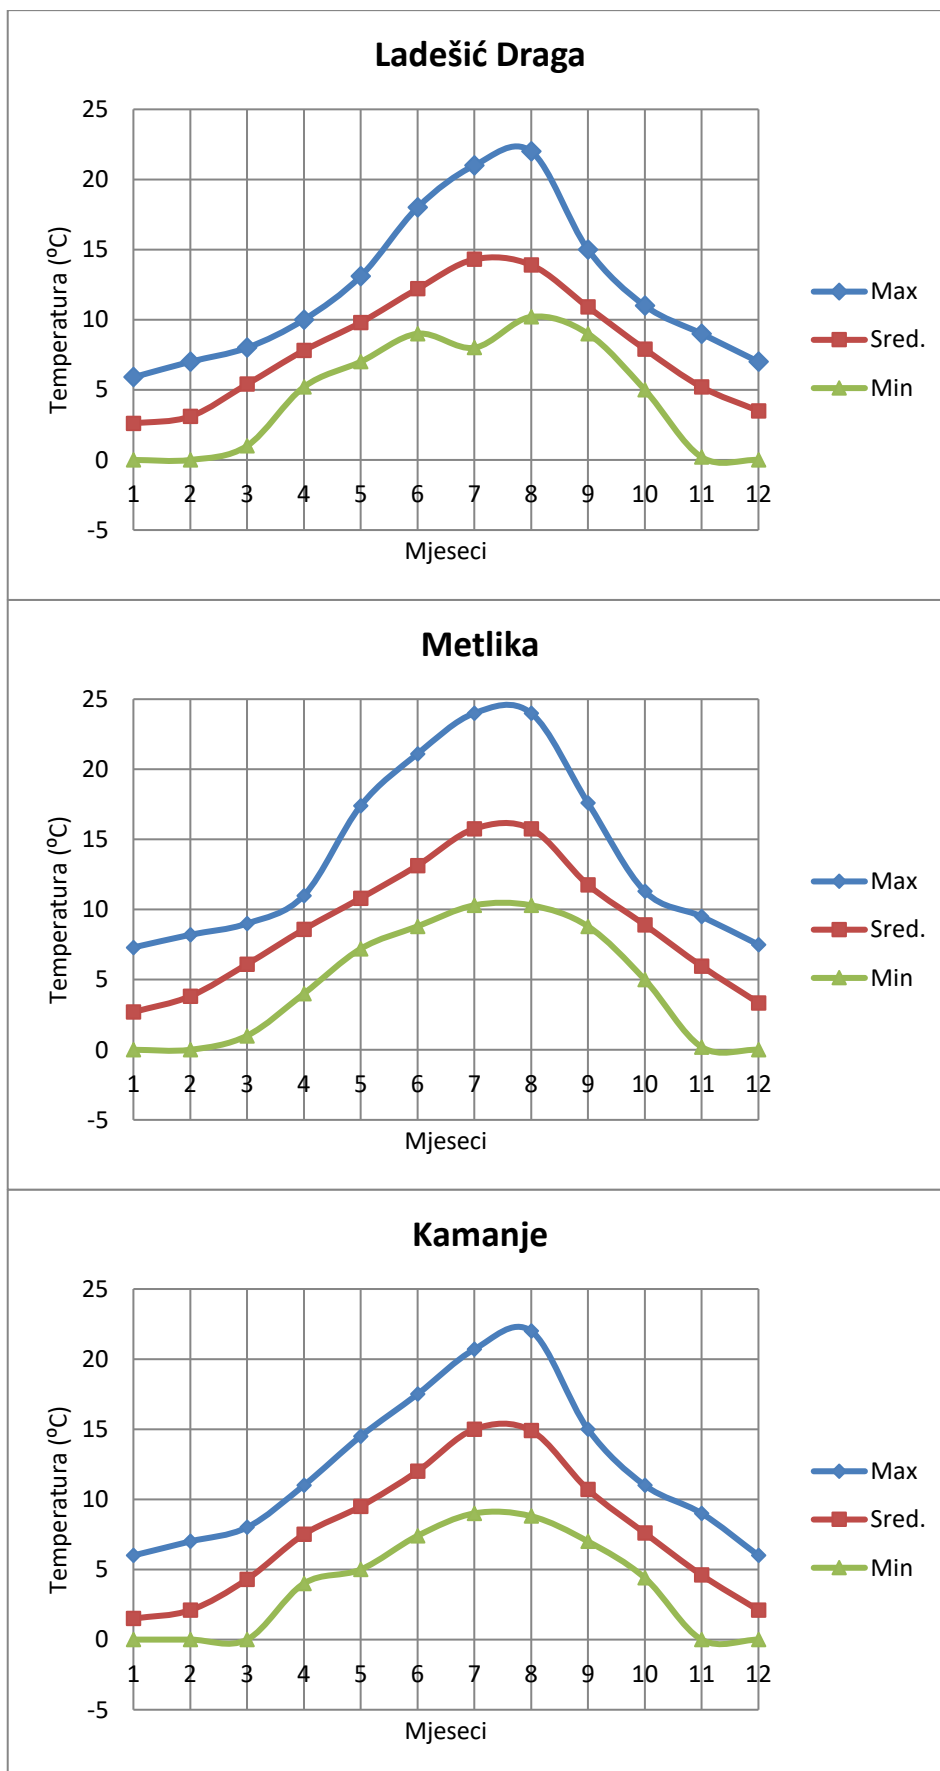 Ladešić Draga
25
20
15
10
5
0
-5
Temperatura (⁰C)
1 2 3 4 5 6 7 8 9 10 11 12
Mjeseci
Max
Sred.
Min
Metlika
25
20
15
10
5
0
-5
Temperatura (⁰C)
1 2 3 4 5 6 7 8 9 10 11 12
Mjeseci
Max
Sred.
Min
Kamanje
25
20
15
10
5
0
-5
Temperatura (⁰C)
1 2 3 4 5 6 7 8 9 10 11 12
Mjeseci
Max
Sred.
Min